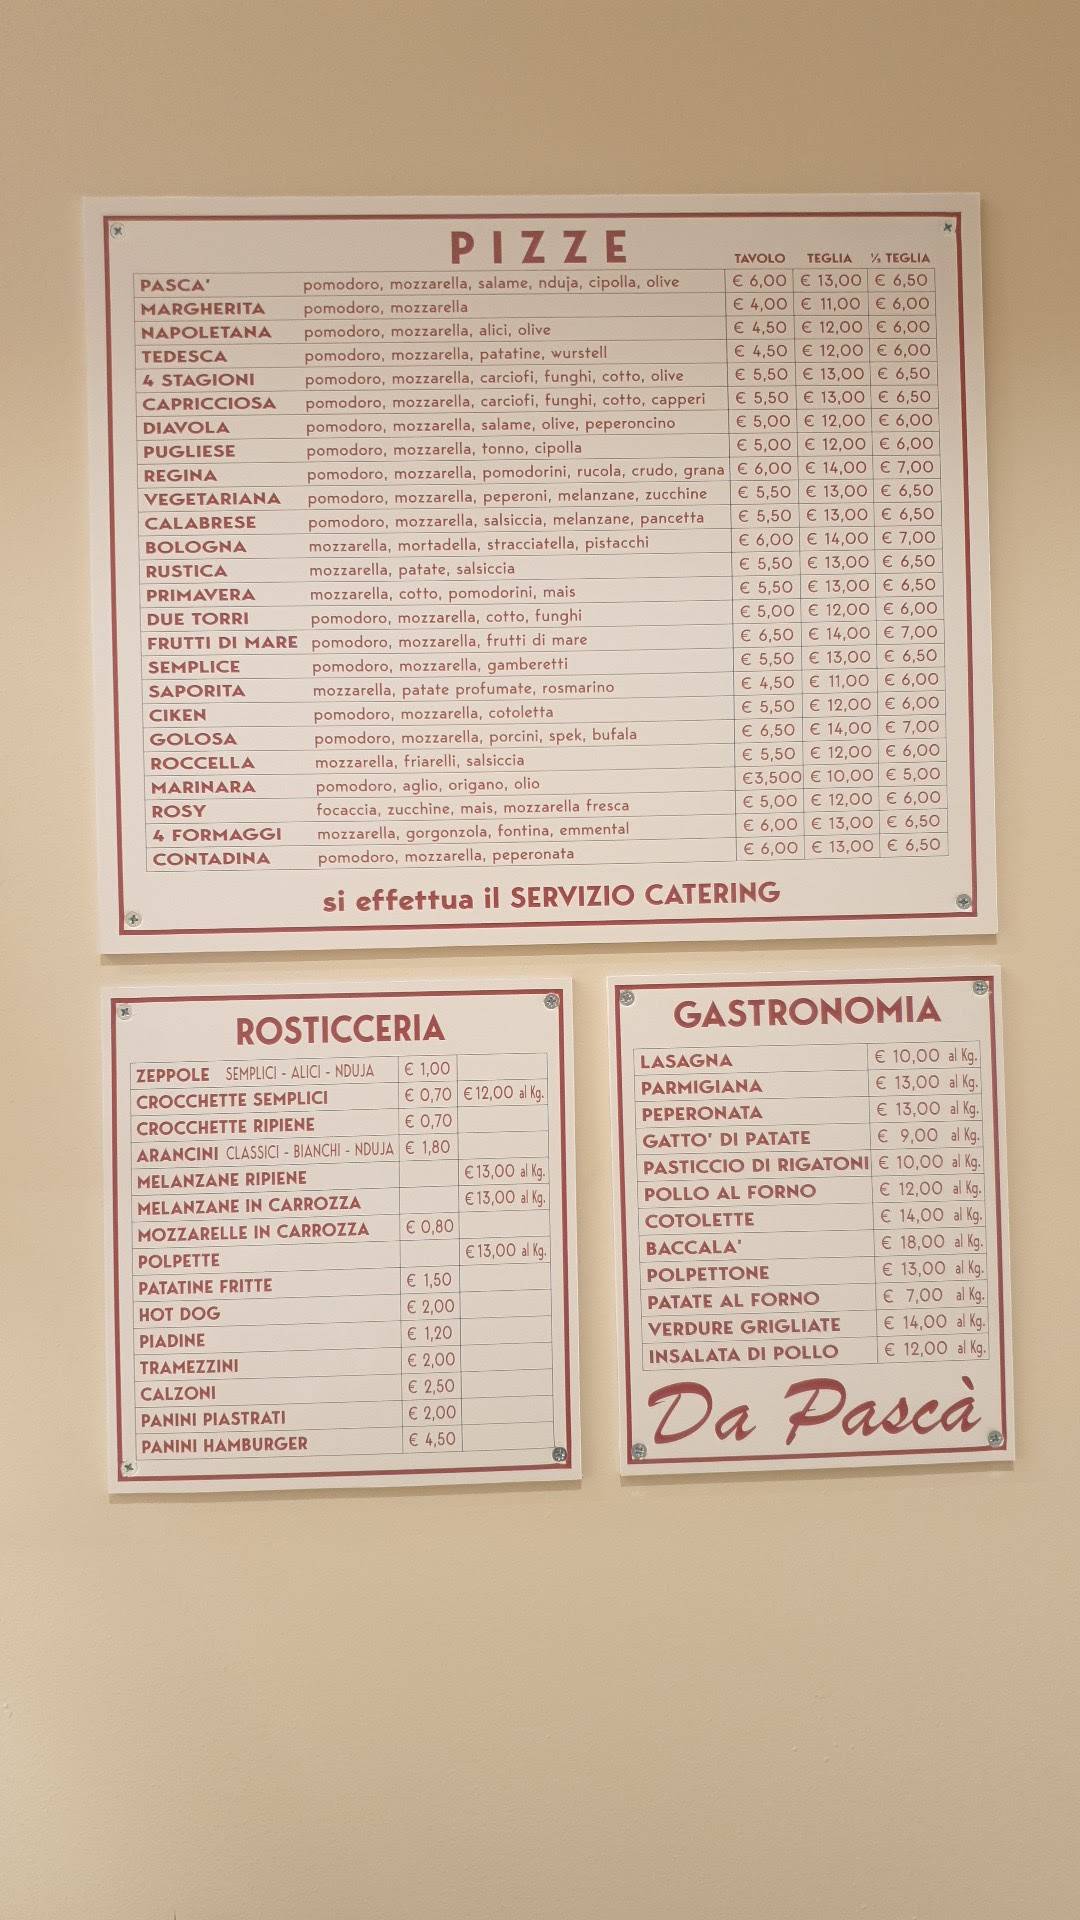 PIZZE
TAVOLO TEGLIA ½ TEGLIA
PASCA' pomodoro, mozzarella, salame, nduja, cipolla, olive € 6,00 € 13,00 € 6,50
MARGHERITA pomodoro, mozzarella € 4,00 € 11,00 € 6,00
NAPOLETANA pomodoro, mozzarella, alici, olive € 4,50 € 12,00 € 6,00
TEDESCA pomodoro, mozzarella, patatine, wurstell € 4,50 € 12,00 € 6,00
4 STAGIONI pomodoro, mozzarella, carciofi, funghi, cotto, olive € 5,50 € 13,00 € 6,50
CAPRICCIOSA pomodoro, mozzarella, carciofi, funghi, cotto, capperi € 5,50 € 13,00 € 6,50
DIAVOLA pomodoro, mozzarella, salame, olive, peperoncino € 5,00 € 12,00 € 6,00
PUGLIESE pomodoro, mozzarella, tonno, cipolla € 5,00 € 12,00 € 6,00
REGINA pomodoro, mozzarella, pomodorini, rucola, crudo, grana € 6,00 € 14,00 € 7,00
VEGETARIANA pomodoro, mozzarella, peperoni, melanzane, zucchine € 5,50 € 13,00 € 6,50
CALABRESE pomodoro, mozzarella, salsiccia, melanzane, pancetta € 5,50 € 13,00 € 6,50
BOLOGNA mozzarella, mortadella, stracciatella, pistacchi € 6,00 € 14,00 € 7,00
RUSTICA mozzarella, patate, salsiccia € 5,50 € 13,00 € 6,50
PRIMAVERA mozzarella, cotto, pomodorini, mais € 5,50 € 13,00 € 6,50
DUE TORRI pomodoro, mozzarella, cotto, funghi € 5,00 € 12,00 € 6,00
FRUTTI DI MARE pomodoro, mozzarella, frutti di mare € 6,50 € 14,00 € 7,00
SEMPLICE pomodoro, mozzarella, gamberetti € 5,50 € 13,00 € 6,50
SAPORITA mozzarella, patate profumate, rosmarino € 4,50 € 11,00 € 6,00
CIKEN pomodoro, mozzarella, cotoletta € 5,50 € 12,00 € 6,00
GOLOSA pomodoro, mozzarella, porcini, spek, bufala € 6,50 € 14,00 € 7,00
ROCCELLA mozzarella, friarelli, salsiccia € 5,50 € 12,00 € 6,00
MARINARA pomodoro, aglio, origano, olio €3,500 € 10,00 € 5,00
ROSY focaccia, zucchine, mais, mozzarella fresca € 5,00 € 12,00 € 6,00
4 FORMAGGI mozzarella, gorgonzola, fontina, emmental € 6,00 € 13,00 € 6,50
CONTADINA pomodoro, mozzarella, peperonata € 6,00 € 13,00 € 6,50
si effettua il SERVIZIO CATERING
ROSTICCERIA
ZEPPOLE SEMPLICI - ALICI - NDUJA € 1,00
CROCCHETTE SEMPLICI € 0,70 €12,00 al Kg.
CROCCHETTE RIPIENE € 0,70
ARANCINI CLASSICI - BIANCHI - NDUJA € 1,80
MELANZANE RIPIENE €13,00 al Kg.
MELANZANE IN CARROZZA €13,00 al Kg.
MOZZARELLE IN CARROZZA € 0,80
POLPETTE €13,00 al Kg.
PATATINE FRITTE € 1,50
HOT DOG € 2,00
PIADINE € 1,20
TRAMEZZINI € 2,00
CALZONI € 2,50
PANINI PIASTRATI € 2,00
PANINI HAMBURGER € 4,50
GASTRONOMIA
LASAGNA € 10,00 al Kg.
PARMIGIANA € 13,00 al Kg.
PEPERONATA € 13,00 al Kg.
GATTO' DI PATATE € 9,00 al Kg.
PASTICCIO DI RIGATONI € 10,00 al Kg.
POLLO AL FORNO € 12,00 al Kg.
COTOLETTE € 14,00 al Kg.
BACCALA' € 18,00 al Kg.
POLPETTONE € 13,00 al Kg.
PATATE AL FORNO € 7,00 al Kg.
VERDURE GRIGLIATE € 14,00 al Kg.
INSALATA DI POLLO € 12,00 al Kg.
Da Pascà